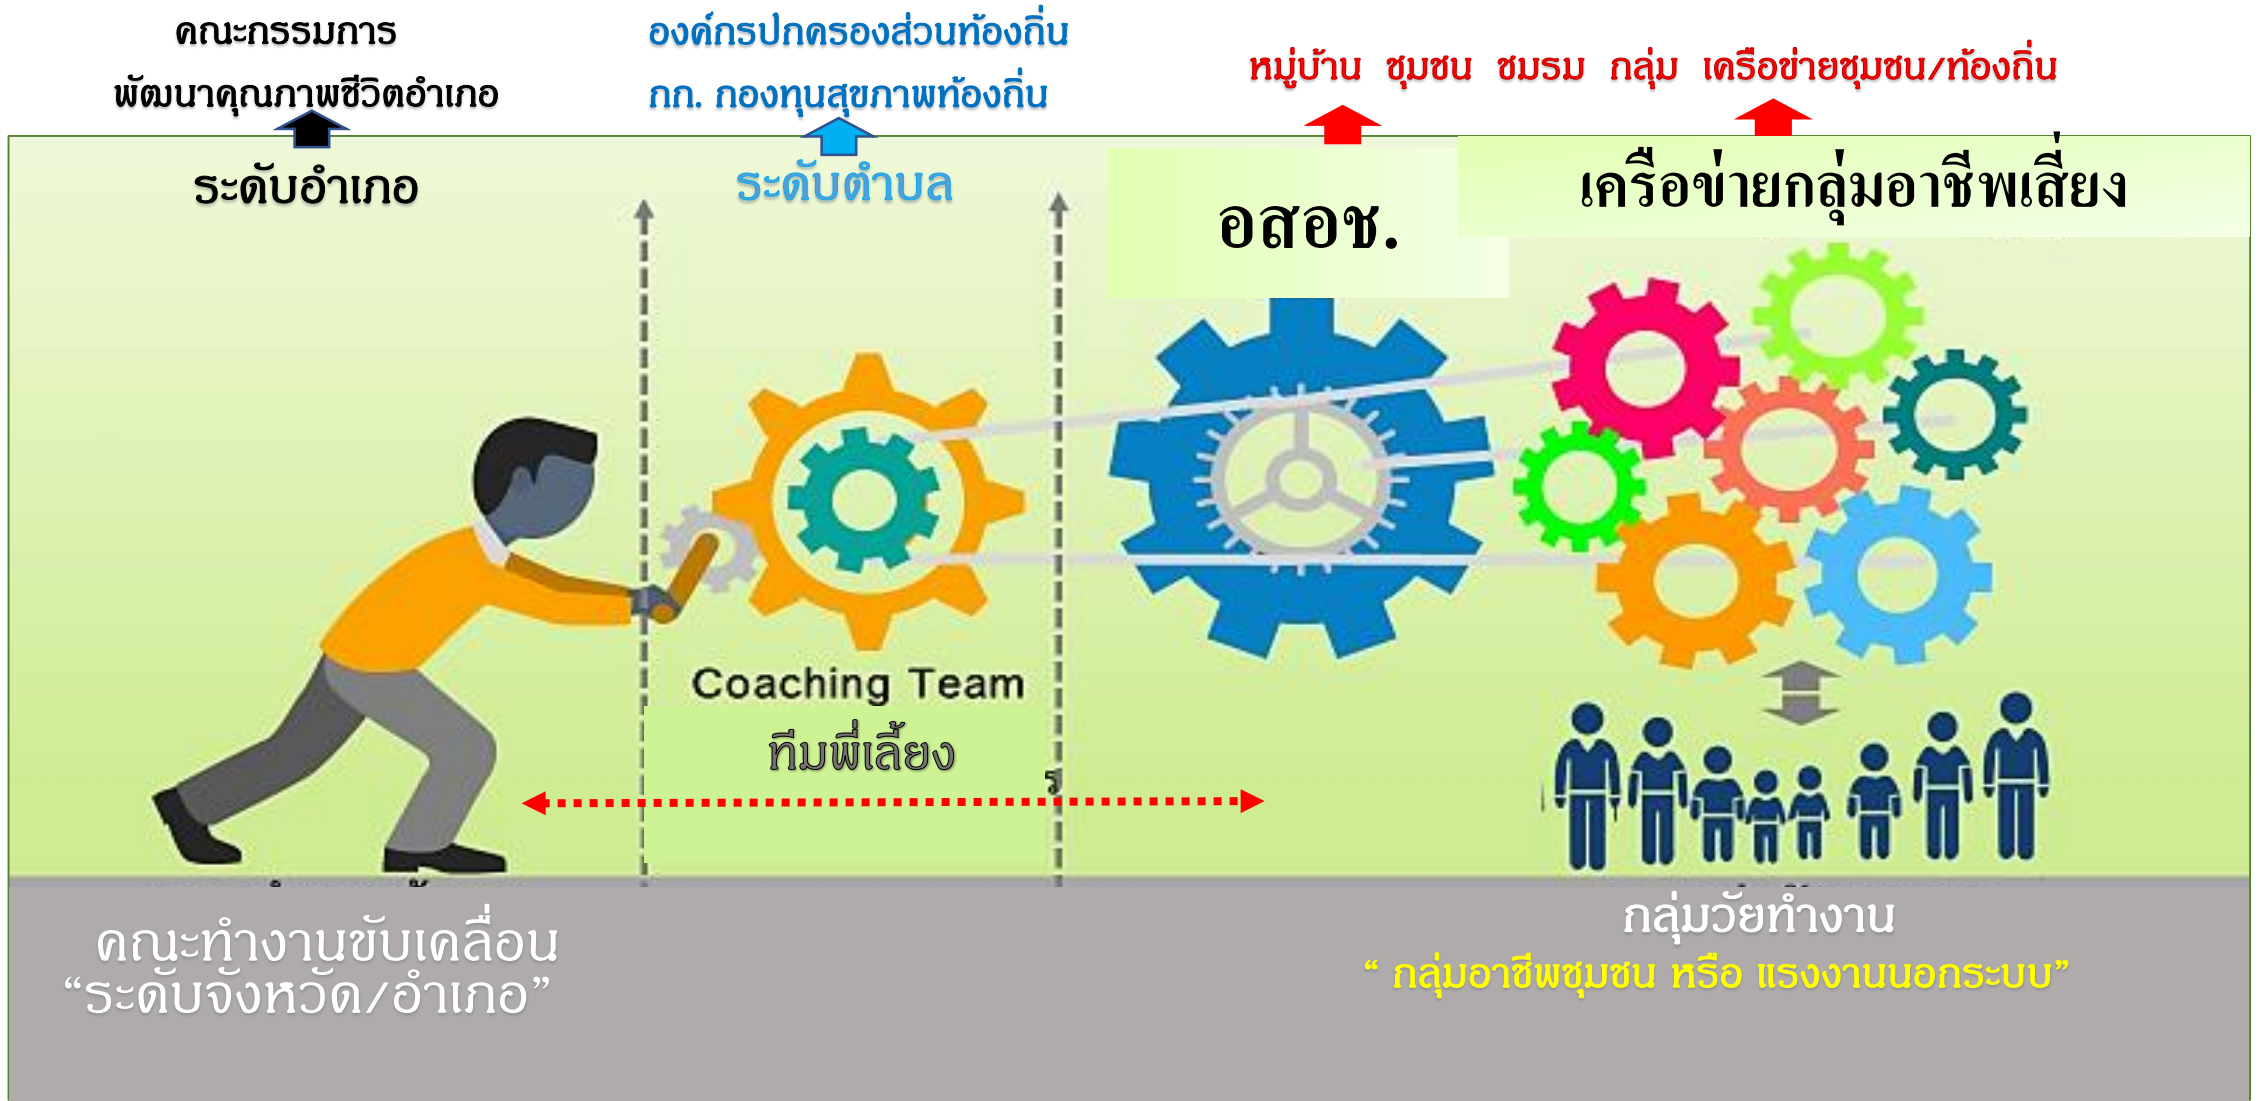 คณะกรรมการ
พัฒนาคุณภาพชีวิตอำเภอ
องค์กรปกครองส่วนท้องถิ่น
กก. กองทุนสุขภาพท้องถิ่น
หมู่บ้าน ชุมชน ชมรม กลุ่ม เครือข่ายชุมชน/ท้องถิ่น
ระดับอำเภอ
ระดับตำบล
อสอช.
เครือข่ายกลุ่มอาชีพเสี่ยง
Coaching Team
ทีมพี่เลี้ยง
ร
คณะทำงานขับเคลื่อน
“ระดับจังหวัด/อำเภอ”
กลุ่มวัยทำงาน
“ กลุ่มอาชีพชุมชน หรือ แรงงานนอกระบบ”